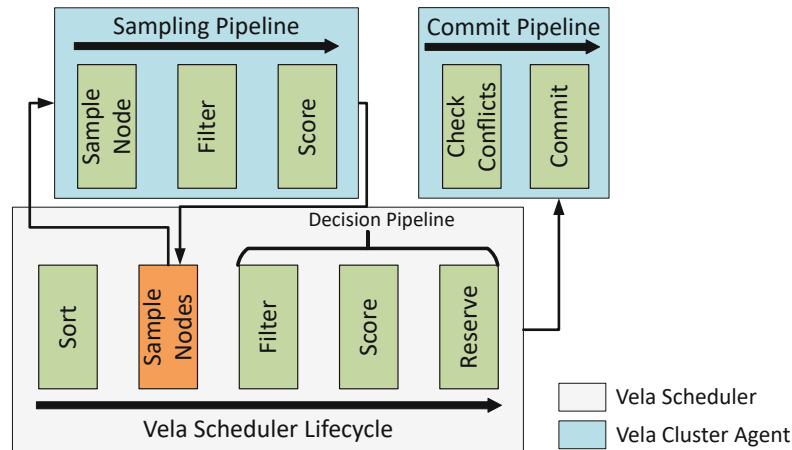 Sampling Pipeline
Sample
Node
Filter
Score
Commit Pipeline
Check
Conflicts
Commit
Decision Pipeline
Sort
Sample
Nodes
Filter
Score
Reserve
Vela Scheduler Lifecycle
Vela Scheduler
Vela Cluster Agent